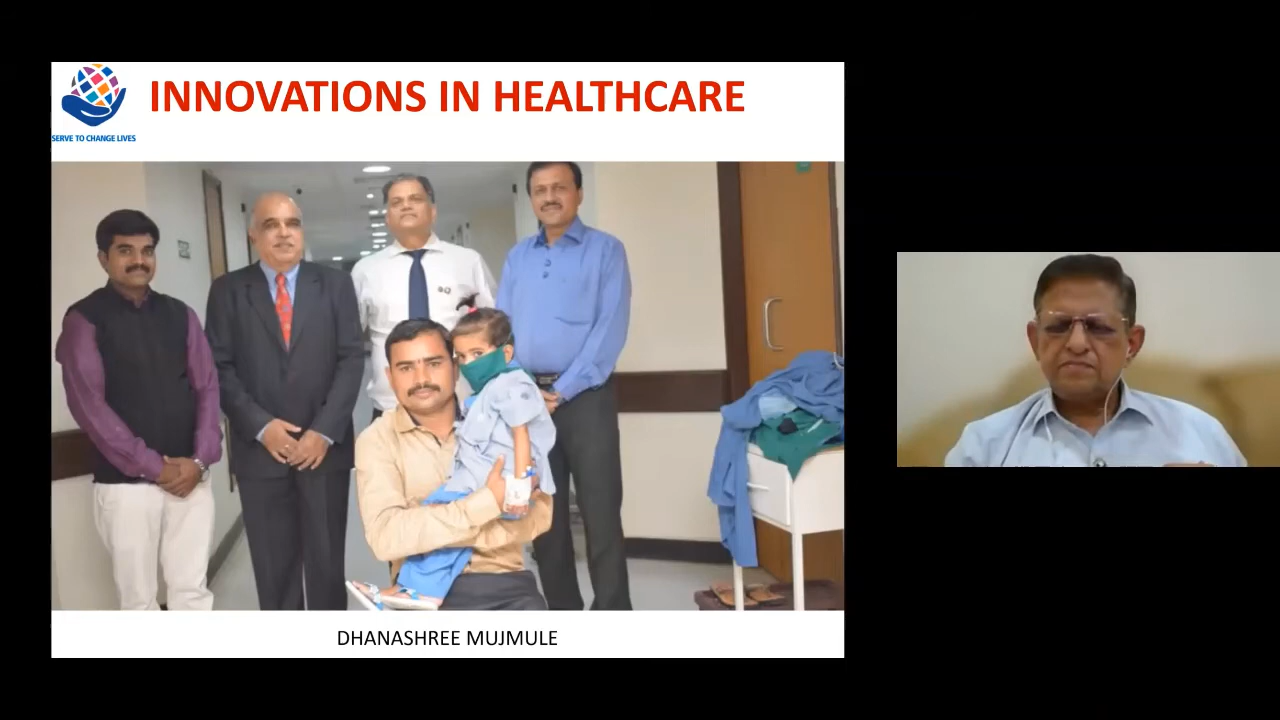 INNOVATIONS IN HEALTHCARE
SERVE TO CHANGE LIVES
DHANASHREE MUJMULE